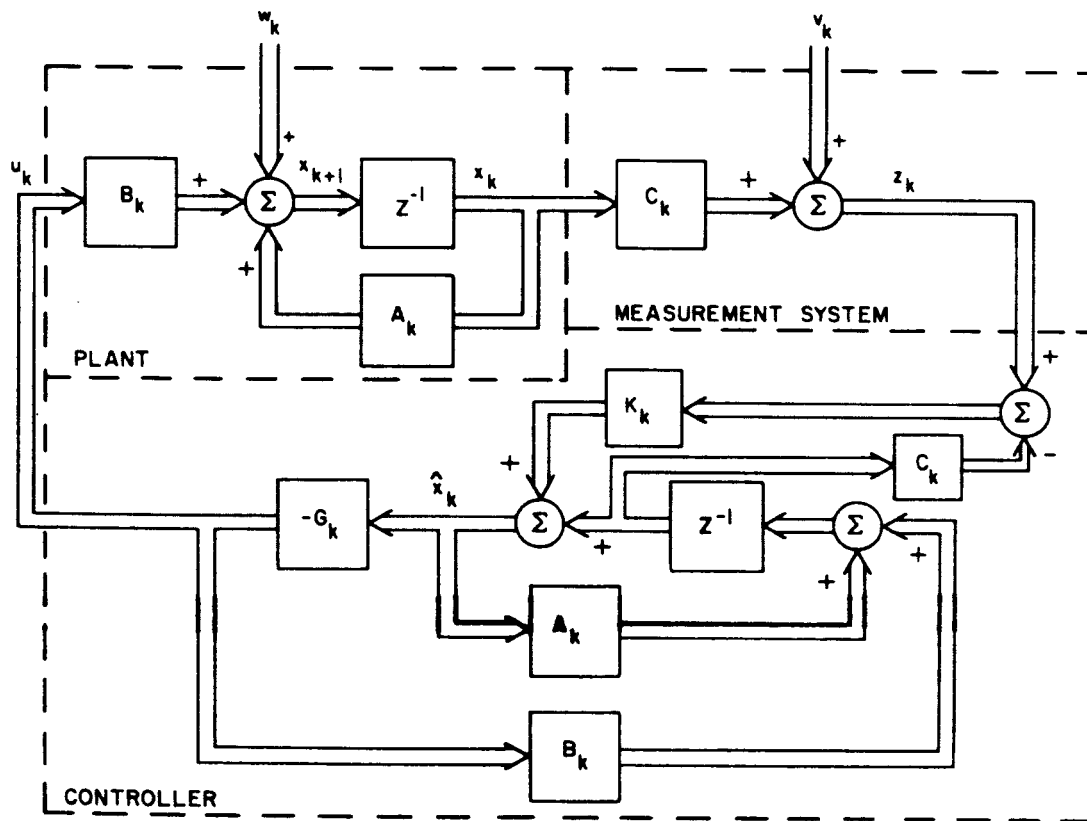 w_k
v_k
u_k
B_k
+
+
Σ
x_{k+1}
Z^{-1}
x_k
C_k
+
+
Σ
z_k
+
A_k
MEASUREMENT SYSTEM
PLANT
+
K_k
Σ
C_k
-
+
x̂_k
-G_k
Σ
+
Z^{-1}
Σ
+
+
A_k
B_k
CONTROLLER